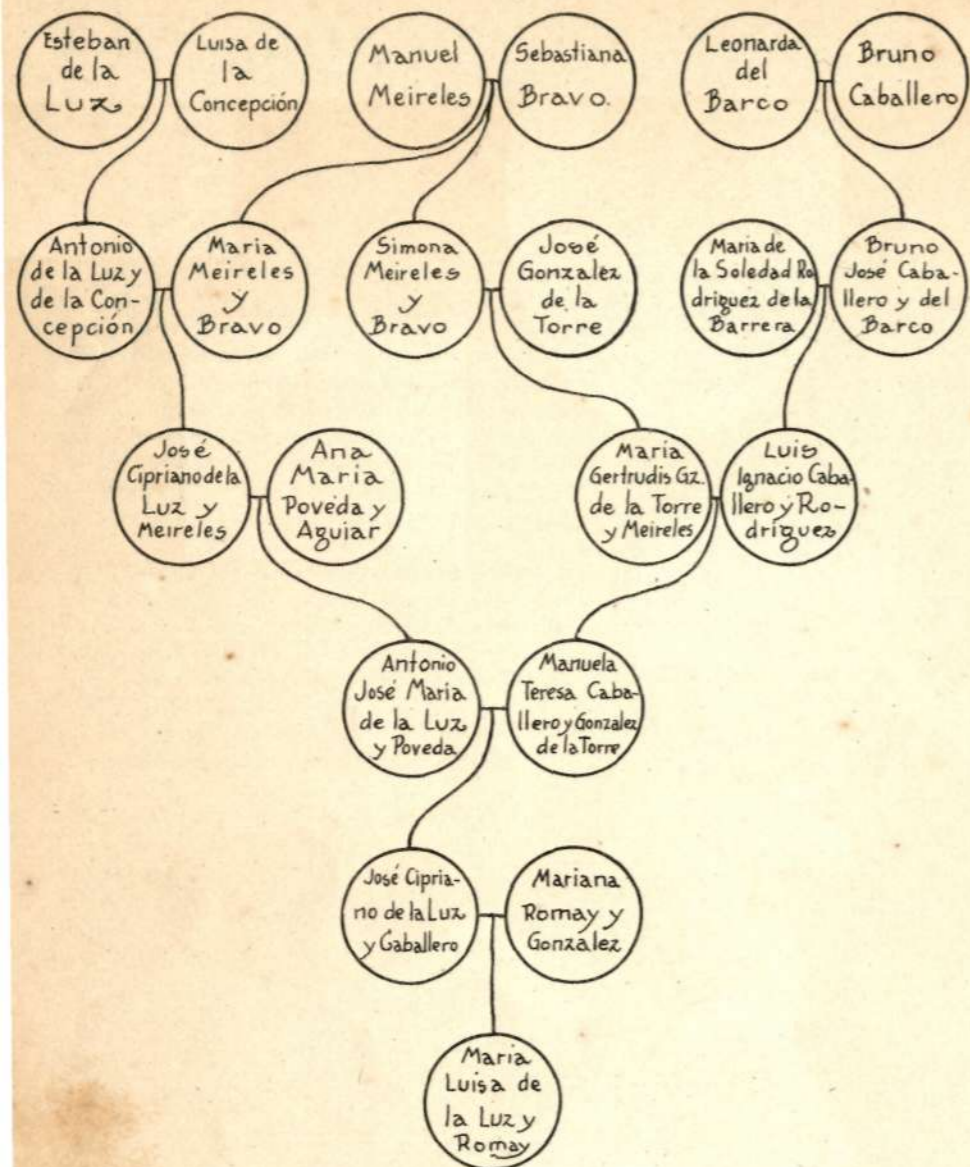 Esteban
de la
Luz
Luisa de
la
Concepción
Manuel
Meireles
Sebastiana
Bravo.
Leonarda
del
Barco
Bruno
Caballero
Antonio
de la Luz y
de la Con-
cepción
Maria
Meireles
y
Bravo
Simona
Meireles
y
Bravo
José
Gonzalez
de la
Torre
Maria de
la Soledad Ro
driguez de la
Barrera
Bruno
José Caba-
llero y del
Barco
José
Cipriano de la
Luz y
Meireles
Ana
Maria
Poveda y
Aguiar
Maria
Gertrudis Gz.
de la Torre
y Meireles
Luis
Ignacio Caba-
llero y Ro-
dríguez
Antonio
José Maria
de la Luz
y Poveda
Manuela
Teresa Caba-
llero y Gonzalez
de la Torre
José Cipria-
no de la Luz
y Caballero
Mariana
Romay y
González
Maria
Luisa de
la Luz y
Romay